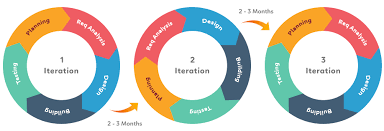 Planning
Req Analysis
Design
Building
Testing
1
Iteration
2 - 3 Months
Req Analysis
Design
Building
Testing
Planning
2
Iteration
2 - 3 Months
Planning
Req Analysis
Design
Building
Testing
3
Iteration